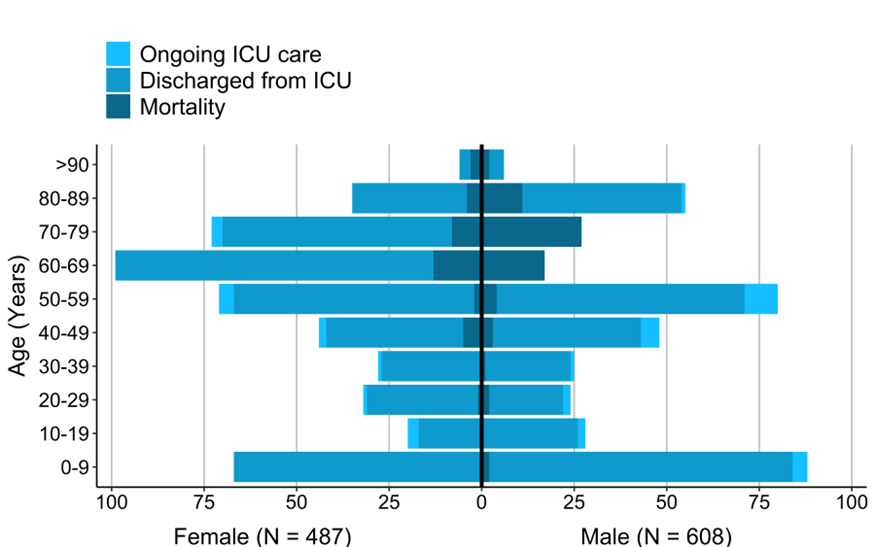 Ongoing ICU care
Discharged from ICU
Mortality
>90
80-89
70-79
60-69
50-59
40-49
30-39
20-29
10-19
0-9
Age (Years)
100 75 50 25 0 25 50 75 100
Female (N = 487) Male (N = 608)